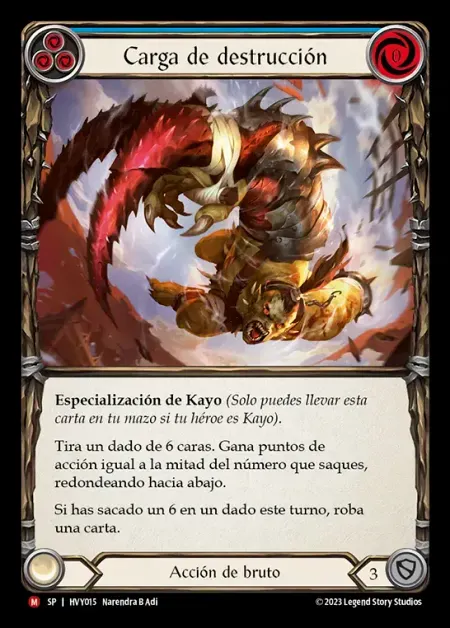 Carga de destrucción
0
Especialización de Kayo (Solo puedes llevar esta
carta en tu mazo si tu héroe es Kayo).
Tira un dado de 6 caras. Gana puntos de
acción igual a la mitad del número que saques,
redondeando hacia abajo.
Si has sacado un 6 en un dado este turno, roba
una carta.
Acción de bruto
3
M SP | HVY015 Narendra B Adi
© 2023 Legend Story Studios